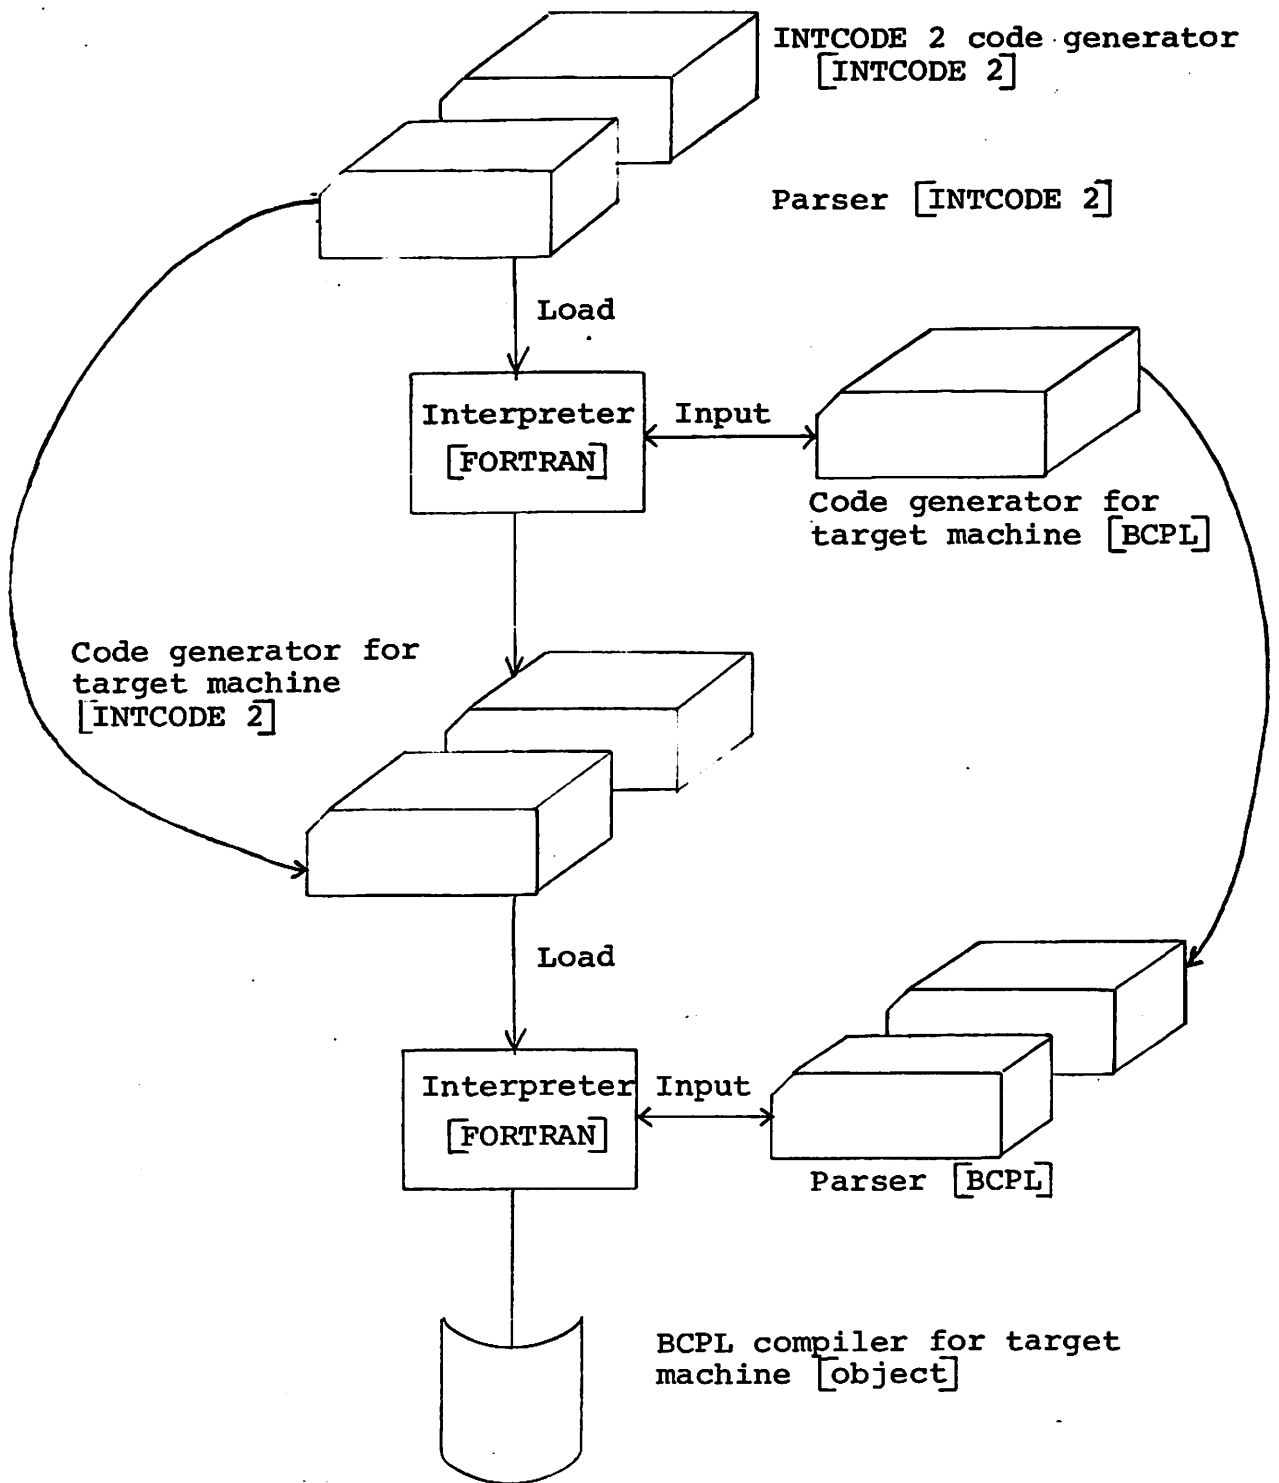 INTCODE 2 code generator
[INTCODE 2]
Parser [INTCODE 2]
Load
Interpreter
[FORTRAN]
Input
Code generator for
target machine [BCPL]
Code generator for
target machine
[INTCODE 2]
Load
Interpreter
[FORTRAN]
Input
Parser [BCPL]
BCPL compiler for target
machine [object]